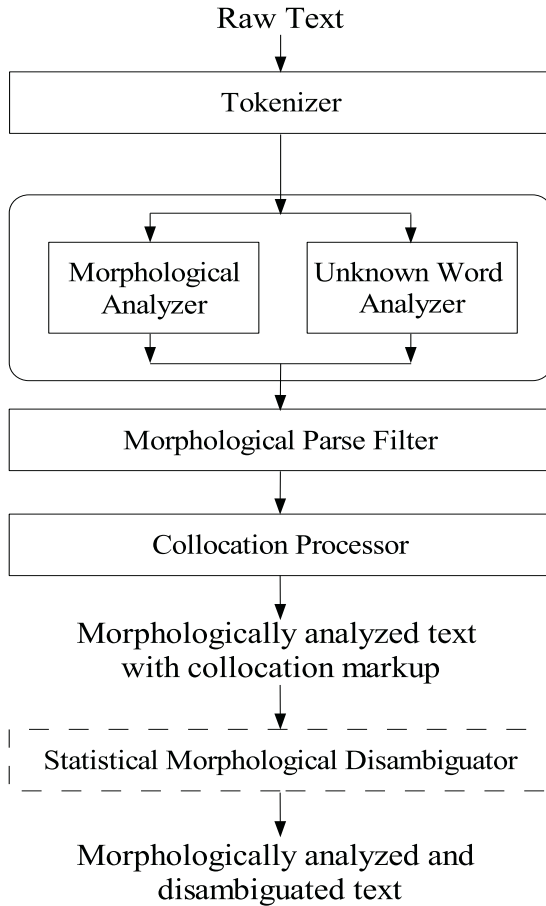 Raw Text
Tokenizer
Morphological
Analyzer
Unknown Word
Analyzer
Morphological Parse Filter
Collocation Processor
Morphologically analyzed text
with collocation markup
Statistical Morphological Disambiguator
Morphologically analyzed and
disambiguated text